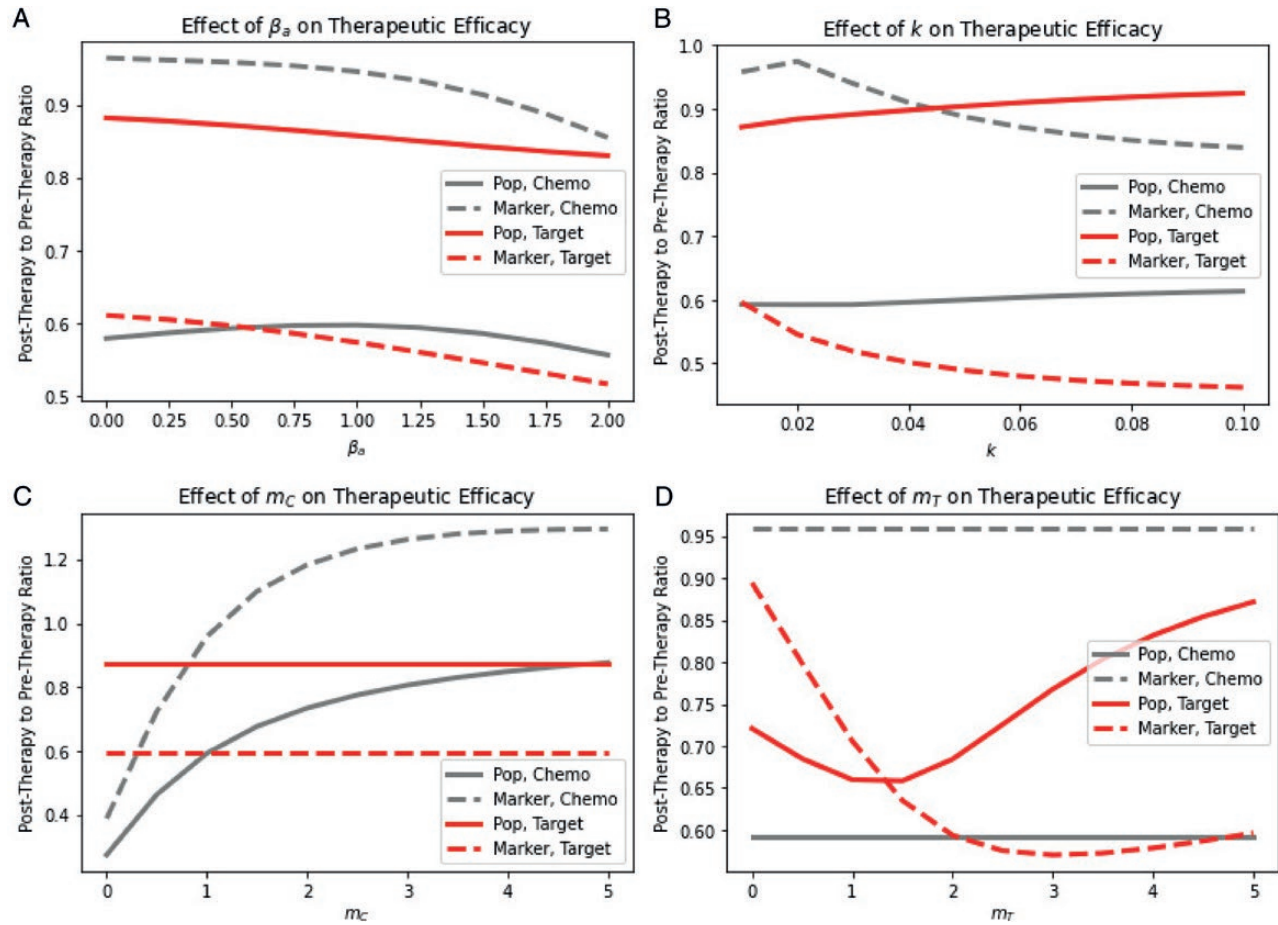 A
Effect of βa on Therapeutic Efficacy
Post-Therapy to Pre-Therapy Ratio
0.9
0.8
0.7
0.6
0.5
Pop, Chemo
Marker, Chemo
Pop, Target
Marker, Target
0.00 0.25 0.50 0.75 1.00 1.25 1.50 1.75 2.00
βa
B
Effect of k on Therapeutic Efficacy
Post-Therapy to Pre-Therapy Ratio
1.0
0.9
0.8
0.7
0.6
0.5
Pop, Chemo
Marker, Chemo
Pop, Target
Marker, Target
0.02 0.04 0.06 0.08 0.10
k
C
Effect of mC on Therapeutic Efficacy
Post-Therapy to Pre-Therapy Ratio
1.2
1.0
0.8
0.6
0.4
Pop, Chemo
Marker, Chemo
Pop, Target
Marker, Target
0 1 2 3 4 5
mC
D
Effect of mT on Therapeutic Efficacy
Post-Therapy to Pre-Therapy Ratio
0.95
0.90
0.85
0.80
0.75
0.70
0.65
0.60
Pop, Chemo
Marker, Chemo
Pop, Target
Marker, Target
0 1 2 3 4 5
mT